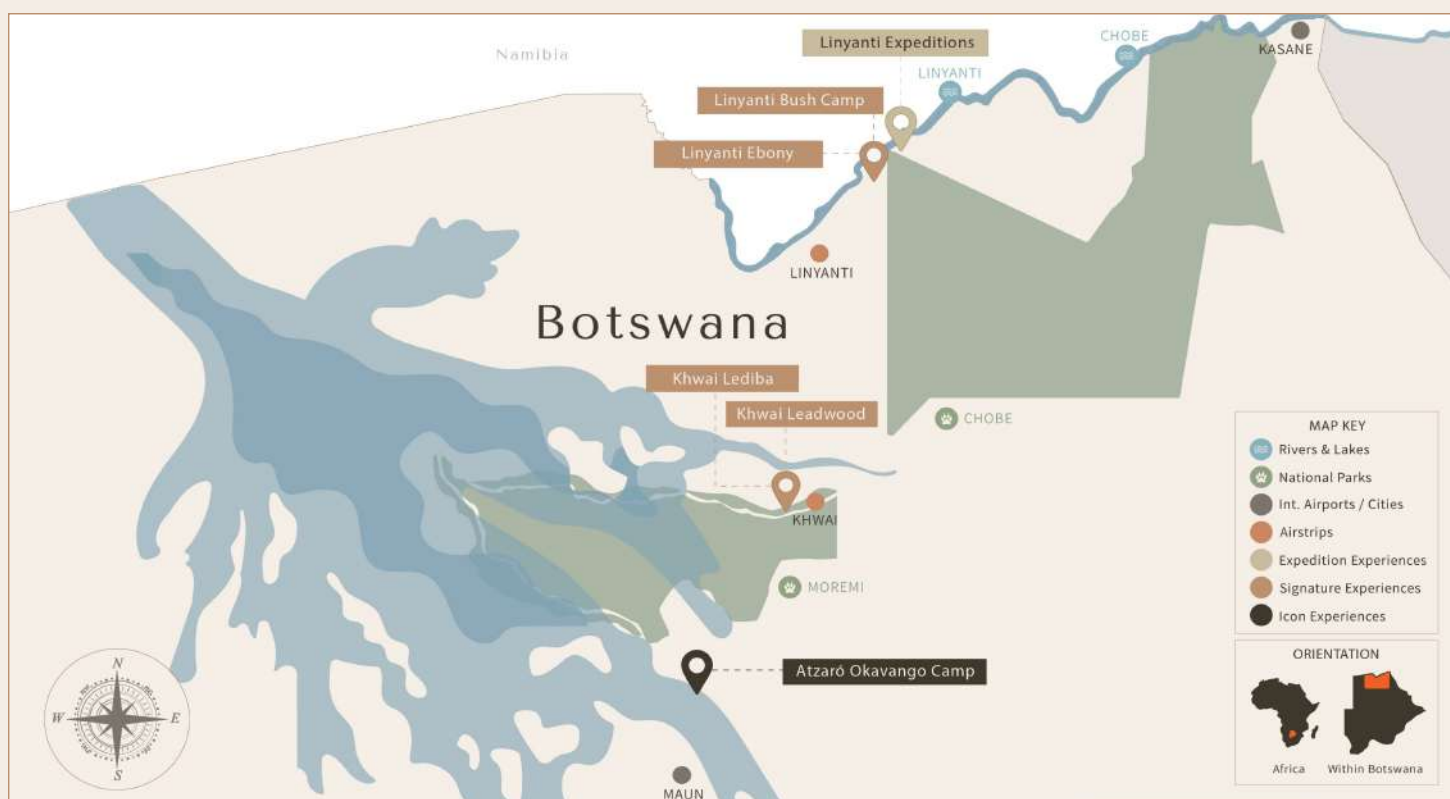 Namibia
Linyanti Expeditions
CHOBE
KASANE
LINYANTI
Linyanti Bush Camp
Linyanti Ebony
LINYANTI
Botswana
Khwai Lediba
Khwai Leadwood
CHOBE
KHWAI
MOREMI
Atzaró Okavango Camp
MAUN
N
W
E
S
MAP KEY
Rivers & Lakes
National Parks
Int. Airports / Cities
Airstrips
Expedition Experiences
Signature Experiences
Icon Experiences
ORIENTATION
Africa
Within Botswana